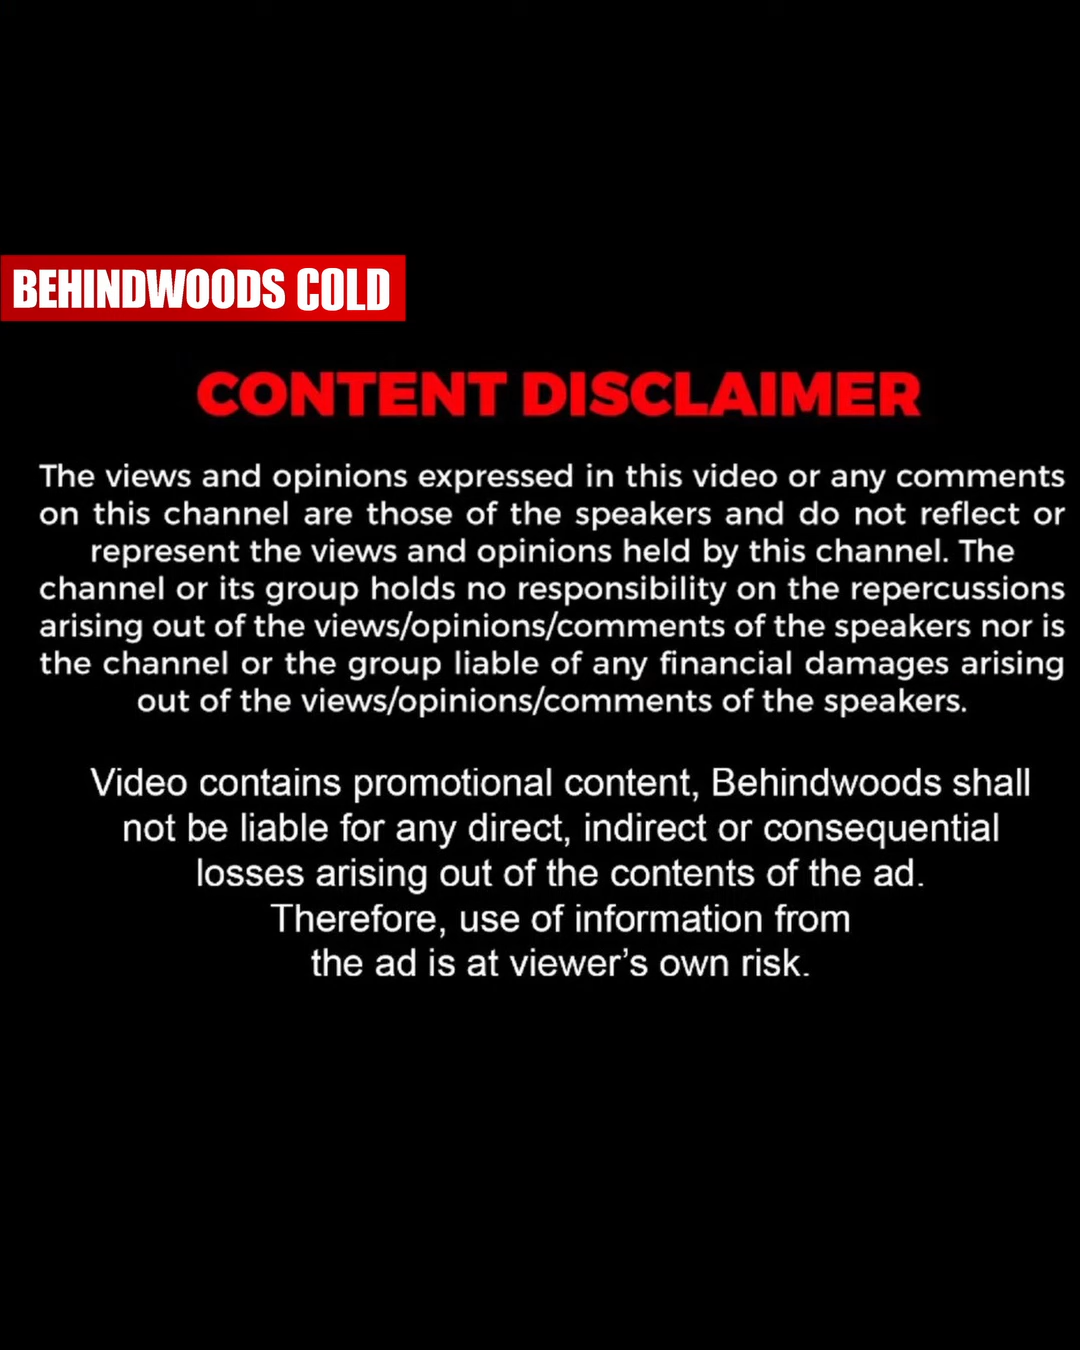 BEHINDWOODS COLD
CONTENT DISCLAIMER
The views and opinions expressed in this video or any comments
on this channel are those of the speakers and do not reflect or
represent the views and opinions held by this channel. The
channel or its group holds no responsibility on the repercussions
arising out of the views/opinions/comments of the speakers nor is
the channel or the group liable of any financial damages arising
out of the views/opinions/comments of the speakers.
Video contains promotional content, Behindwoods shall
not be liable for any direct, indirect or consequential
losses arising out of the contents of the ad.
Therefore, use of information from
the ad is at viewer’s own risk.